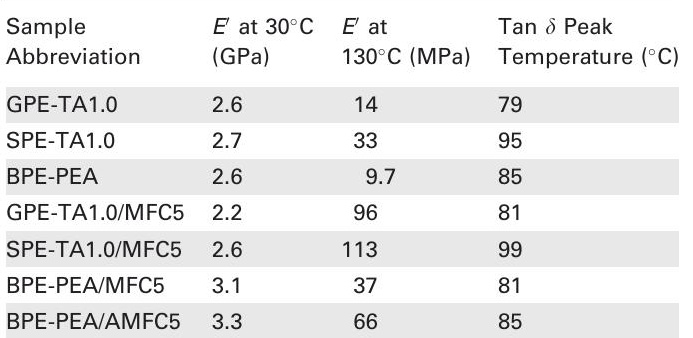 Sample E′ at 30°C E′ at Tan δ Peak
Abbreviation (GPa) 130°C (MPa) Temperature (°C)
GPE-TA1.0 2.6 14 79
SPE-TA1.0 2.7 33 95
BPE-PEA 2.6 9.7 85
GPE-TA1.0/MFC5 2.2 96 81
SPE-TA1.0/MFC5 2.6 113 99
BPE-PEA/MFC5 3.1 37 81
BPE-PEA/AMFC5 3.3 66 85